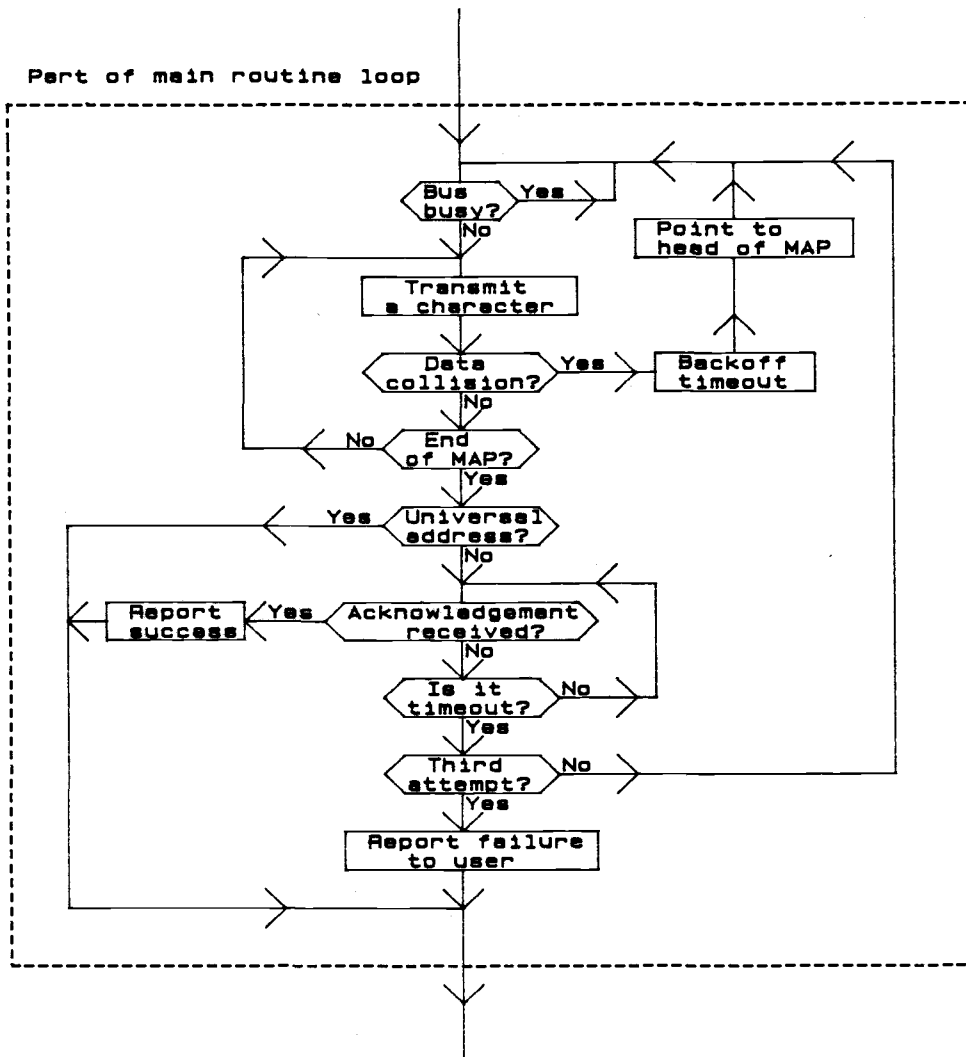 Part of main routine loop
Bus
busy?
Yes
No
Point to
head of MAP
Transmit
a character
Data
collision?
Yes
Backoff
timeout
No
End
of MAP?
No
Yes
Universal
address?
Yes
No
Acknowledgement
received?
Yes
Report
success
No
Is it
timeout?
No
Yes
Third
attempt?
No
Yes
Report failure
to user